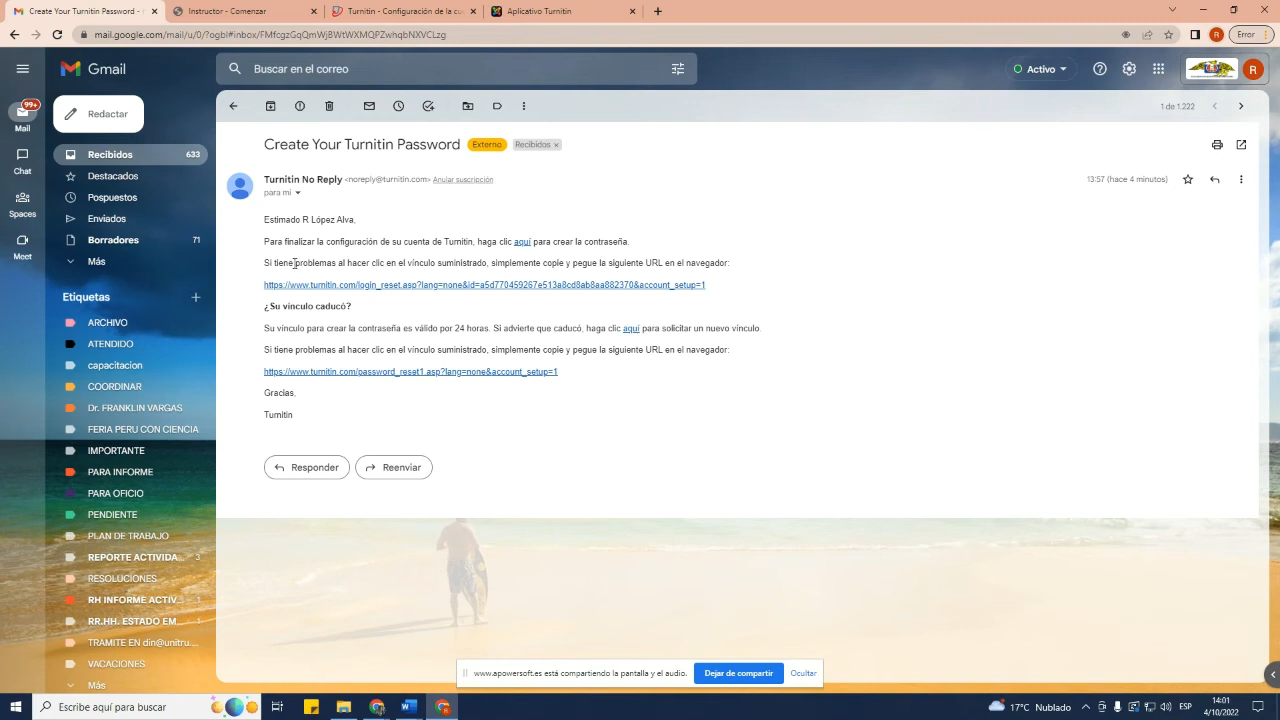 Create Your Turnitin Password -
Instructor - Comenzar
Turnitin - Configuración de la cu
Aplicativo Turnitin
mail.google.com/mail/u/0/?ogbl#inbox/FMfcgzGqQmWjBWtWXMQPZwhqbNXVCLzg
Error
Gmail
Buscar en el correo
Activo
R
99+
Mail
Chat
Spaces
Meet
Redactar
Recibidos 633
Destacados
Pospuestos
Enviados
Borradores 71
Más
Etiquetas
ARCHIVO
ATENDIDO
capacitacion
COORDINAR
Dr. FRANKLIN VARGAS
FERIA PERU CON CIENCIA
IMPORTANTE
PARA INFORME
PARA OFICIO
PENDIENTE
PLAN DE TRABAJO
REPORTE ACTIVIDA... 3
RESOLUCIONES
RH INFORME ACTIV... 1
RR.HH. ESTADO EM... 1
TRAMITE EN din@unitru....
VACACIONES
Más
1 de 1.222
Create Your Turnitin Password Externo Recibidos ×
Turnitin No Reply <noreply@turnitin.com> Anular suscripción
13:57 (hace 4 minutos)
para mí
Estimado R López Alva,
Para finalizar la configuración de su cuenta de Turnitin, haga clic aquí para crear la contraseña.
Si tiene problemas al hacer clic en el vínculo suministrado, simplemente copie y pegue la siguiente URL en el navegador:
https://www.turnitin.com/login_reset.asp?lang=none&id=a5d770459267e513a8cd8ab8aa882370&account_setup=1
¿Su vínculo caducó?
Su vínculo para crear la contraseña es válido por 24 horas. Si advierte que caducó, haga clic aquí para solicitar un nuevo vínculo.
Si tiene problemas al hacer clic en el vínculo suministrado, simplemente copie y pegue la siguiente URL en el navegador:
https://www.turnitin.com/password_reset1.asp?lang=none&account_setup=1
Gracias,
Turnitin
Responder
Reenviar
www.apowersoft.es está compartiendo la pantalla y el audio.
Dejar de compartir
Ocultar
Escribe aquí para buscar
17°C Nublado
ESP
14:01
4/10/2022